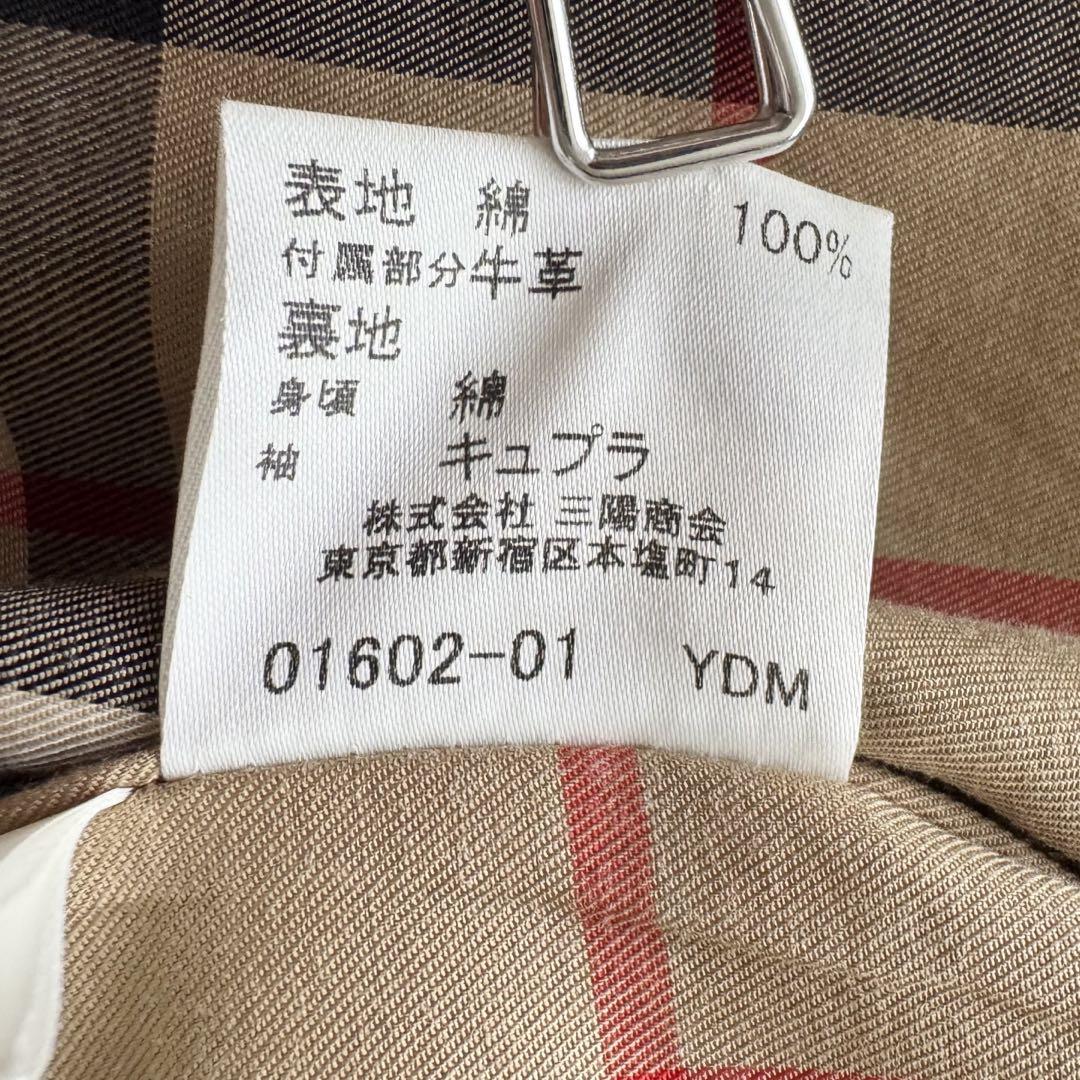 表地 綿 100%
付属部分牛革
裏地
身頃 綿
袖 キュプラ
株式会社 三陽商会
東京都新宿区本塩町14
01602-01 YDM